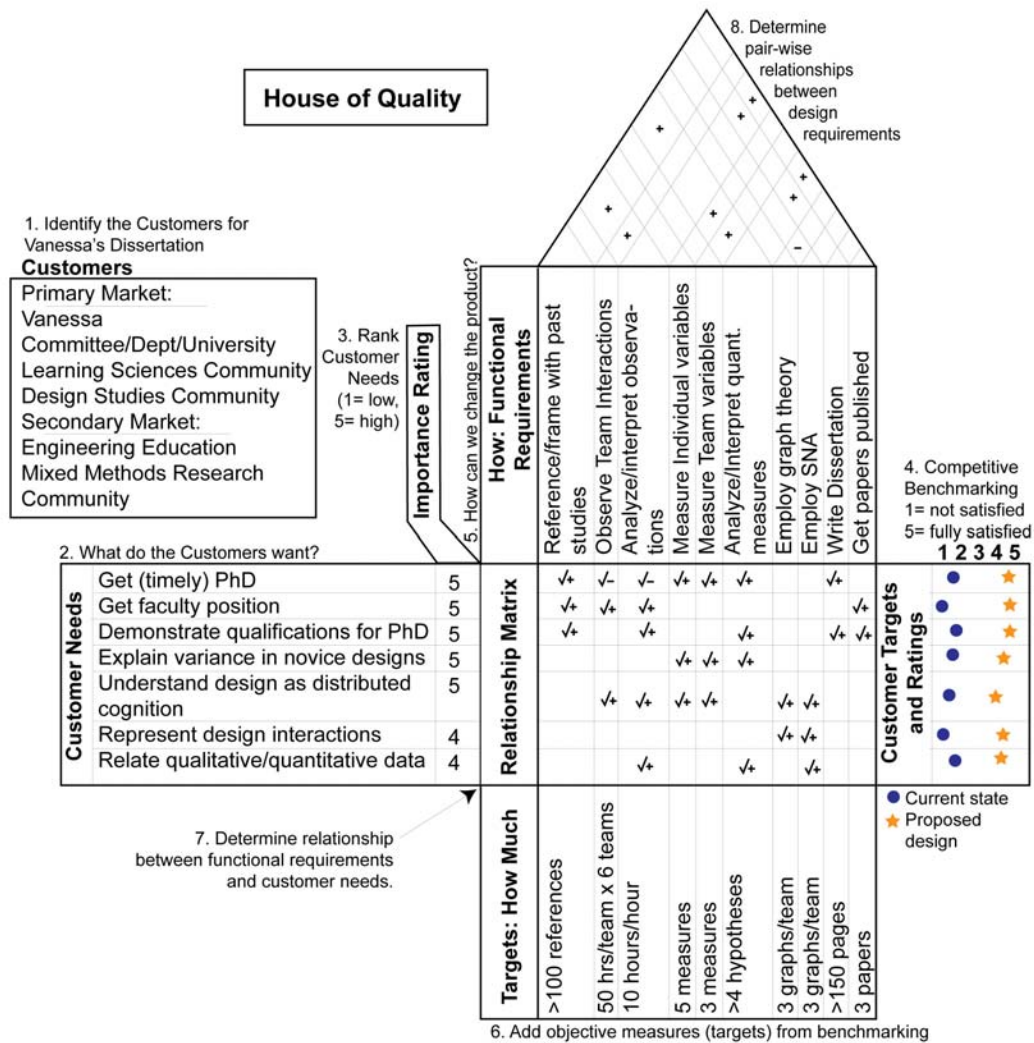 House of Quality
8. Determine
pair-wise
relationships
between
design
requirements
+
+
+
+
+
+
+
+
+
+
−
1. Identify the Customers for
Vanessa's Dissertation
Customers
Primary Market:
Vanessa
Committee/Dept/University
Learning Sciences Community
Design Studies Community
Secondary Market:
Engineering Education
Mixed Methods Research
Community
3. Rank
Customer
Needs
(1= low,
5= high)
Importance Rating
5. How can we change the product?
How: Functional
Requirements
Reference/frame with past
studies
Observe Team Interactions
Analyze/interpret observa-
tions
Measure Individual variables
Measure Team variables
Analyze/Interpret quant.
measures
Employ graph theory
Employ SNA
Write Dissertation
Get papers published
4. Competitive
Benchmarking
1= not satisfied
5= fully satisfied
1 2 3 4 5
2. What do the Customers want?
Customer Needs
Get (timely) PhD 5 √+ √− √− √+ √+ √+ √+
Get faculty position 5 √+ √+ √+ √+
Demonstrate qualifications for PhD 5 √+ √+ √+ √+ √+
Explain variance in novice designs 5 √+ √+ √+
Understand design as distributed
cognition 5 √+ √+ √+ √+ √+ √+
Represent design interactions 4 √+ √+
Relate qualitative/quantitative data 4 √+ √+ √+
Relationship Matrix
Customer Targets
and Ratings
Current state
Proposed
design
7. Determine relationship
between functional requirements
and customer needs.
Targets: How Much
>100 references
50 hrs/team x 6 teams
10 hours/hour
5 measures
3 measures
>4 hypotheses
3 graphs/team
3 graphs/team
>150 pages
3 papers
6. Add objective measures (targets) from benchmarking